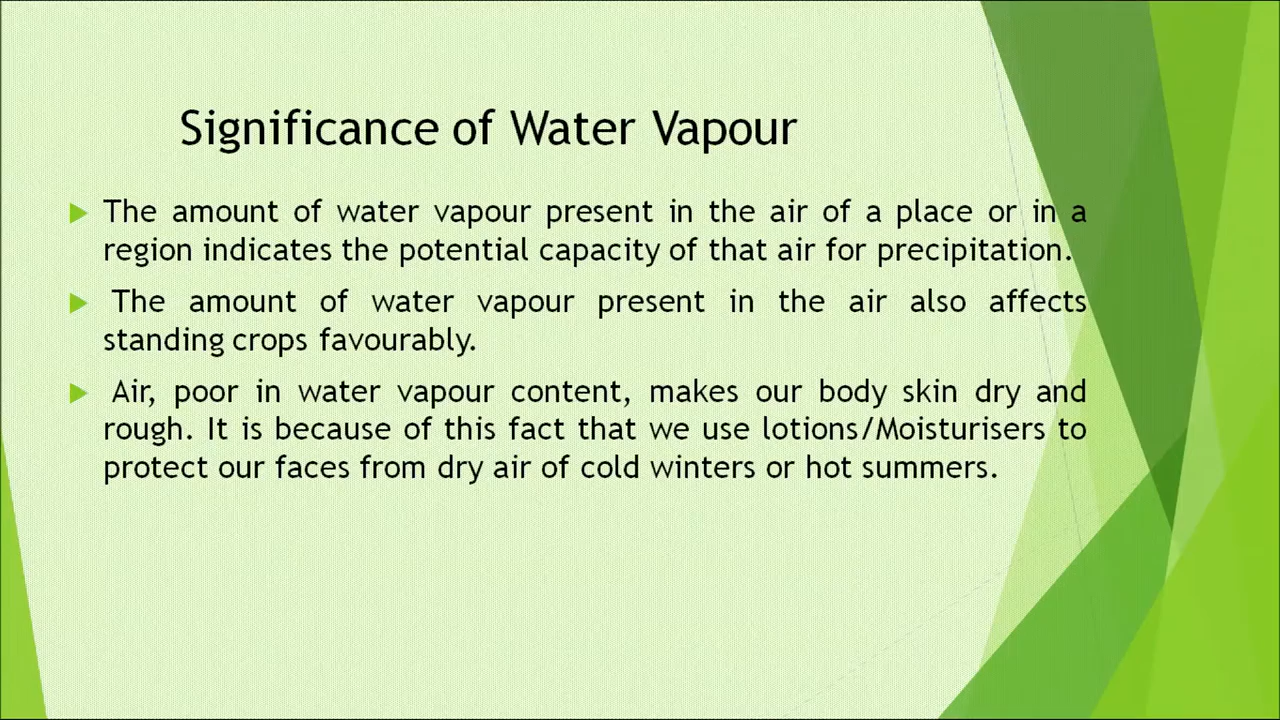 Significance of Water Vapour
The amount of water vapour present in the air of a place or in a
region indicates the potential capacity of that air for precipitation.
The amount of water vapour present in the air also affects
standing crops favourably.
Air, poor in water vapour content, makes our body skin dry and
rough. It is because of this fact that we use lotions/Moisturisers to
protect our faces from dry air of cold winters or hot summers.